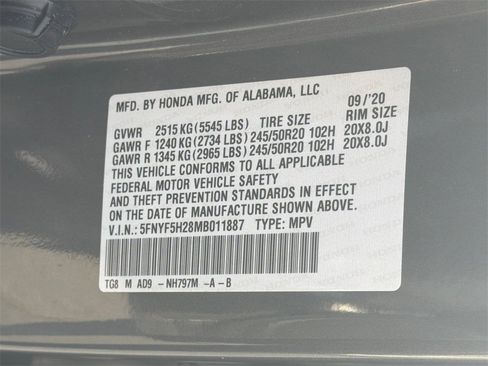 MFD. BY HONDA MFG. OF ALABAMA, LLC 09/'20
GVWR 2515 KG (5545 LBS) TIRE SIZE RIM SIZE
GAWR F 1240 KG (2734 LBS) 245/50R20 102H 20X8.0J
GAWR R 1345 KG (2965 LBS) 245/50R20 102H 20X8.0J
THIS VEHICLE CONFORMS TO ALL APPLICABLE
FEDERAL MOTOR VEHICLE SAFETY
AND THEFT PREVENTION STANDARDS IN EFFECT
ON THE DATE OF MANUFACTURE SHOWN ABOVE.
V.I.N.: 5FNYF5H28MB011887 TYPE: MPV
TG8 M AD9 - NH797M -A - B